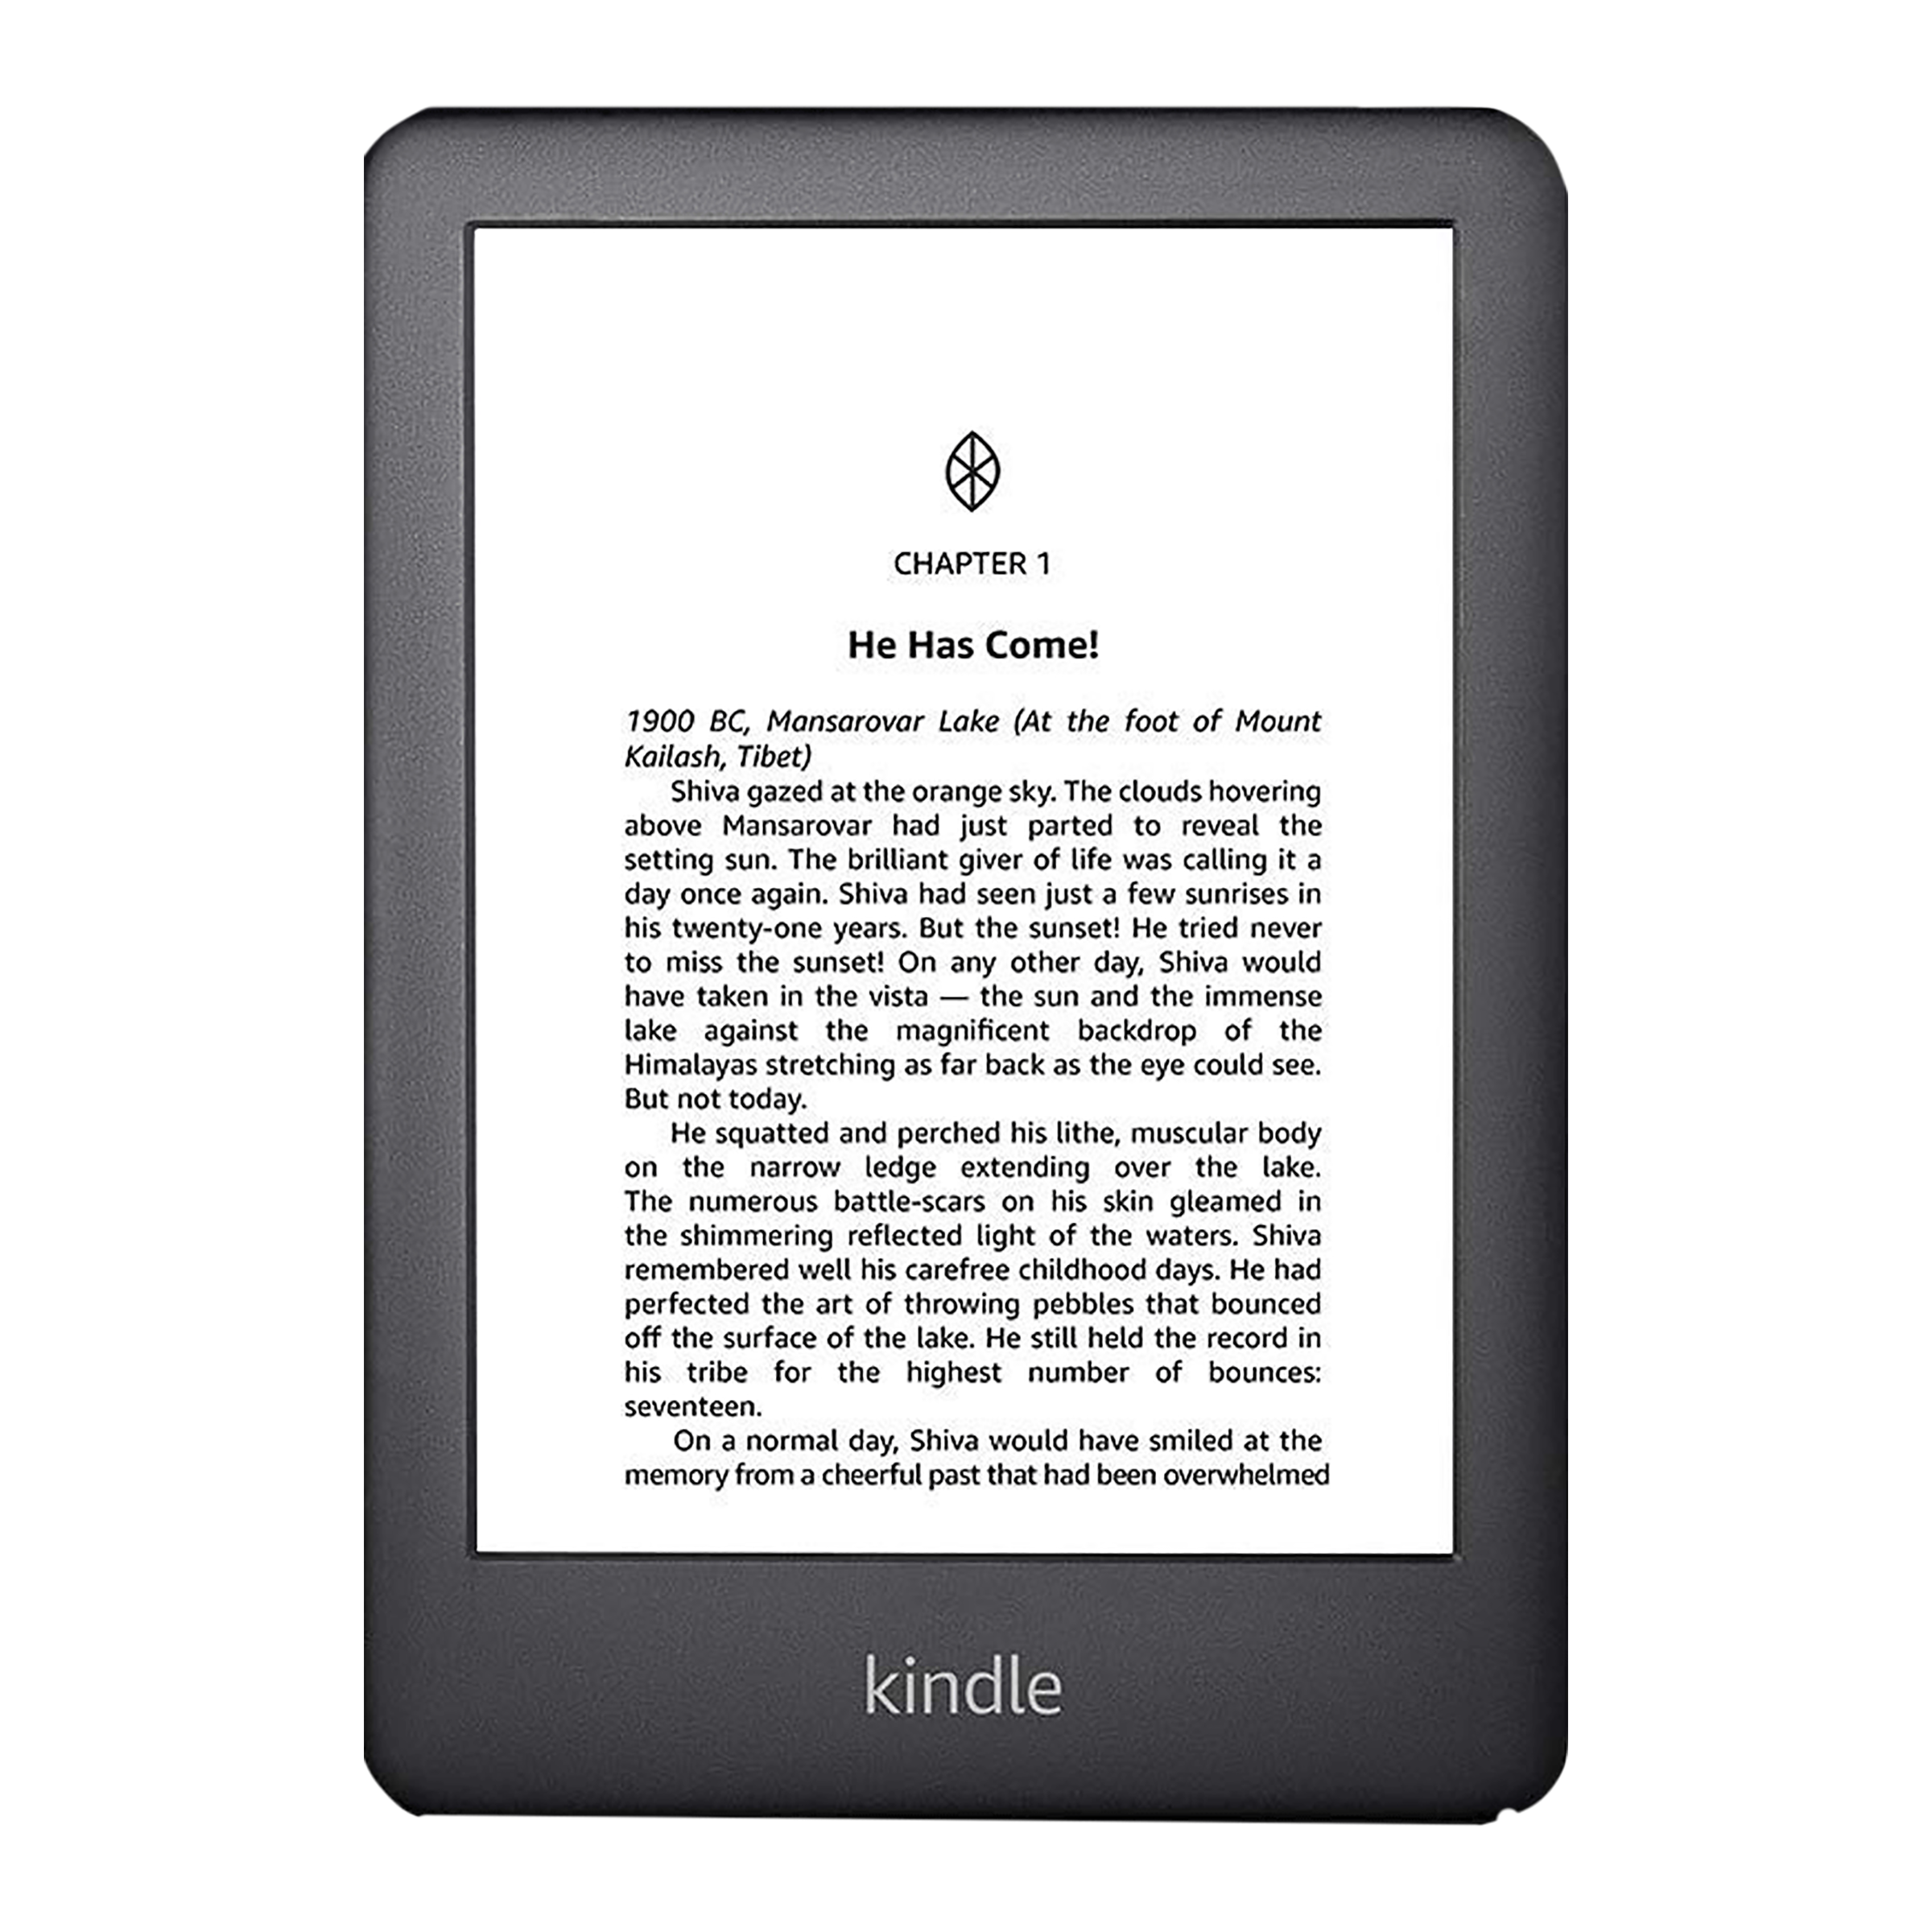 CHAPTER 1
He Has Come!
1900 BC, Mansarovar Lake (At the foot of Mount
Kailash, Tibet)
Shiva gazed at the orange sky. The clouds hovering
above Mansarovar had just parted to reveal the
setting sun. The brilliant giver of life was calling it a
day once again. Shiva had seen just a few sunrises in
his twenty-one years. But the sunset! He tried never
to miss the sunset! On any other day, Shiva would
have taken in the vista — the sun and the immense
lake against the magnificent backdrop of the
Himalayas stretching as far back as the eye could see.
But not today.
He squatted and perched his lithe, muscular body
on the narrow ledge extending over the lake.
The numerous battle-scars on his skin gleamed in
the shimmering reflected light of the waters. Shiva
remembered well his carefree childhood days. He had
perfected the art of throwing pebbles that bounced
off the surface of the lake. He still held the record in
his tribe for the highest number of bounces:
seventeen.
On a normal day, Shiva would have smiled at the
memory from a cheerful past that had been overwhelmed
kindle